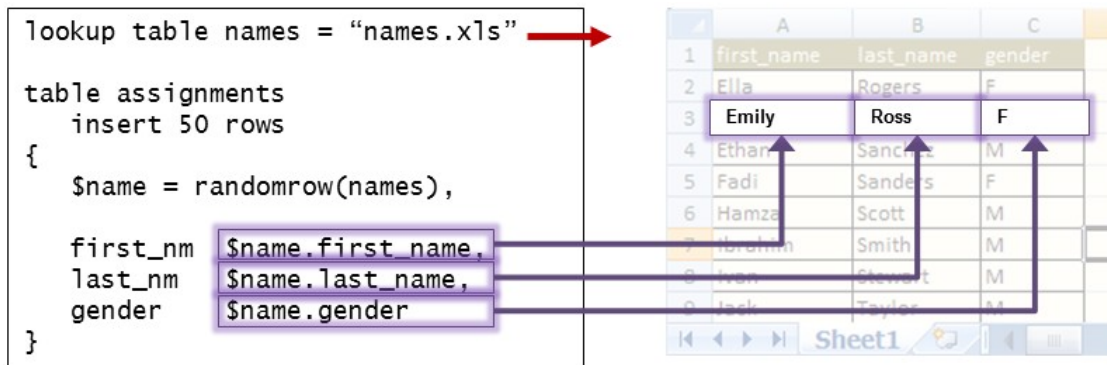 lookup table names = “names.xls”
table assignments
insert 50 rows
{
$name = randomrow(names),
first_nm $name.first_name,
last_nm $name.last_name,
gender $name.gender
}
A B C
1 first_name last_name gender
2 Ella Rogers F
3 Emily Ross F
4 Ethan Sanchez M
5 Fadi Sanders F
6 Hamza Scott M
7 Ibrahim Smith M
8 Ivan Stewart M
9 Jack Taylor M
Sheet1